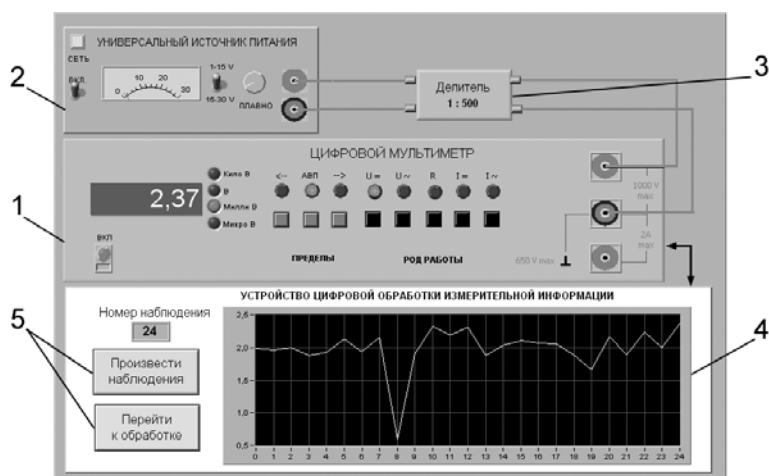 УНИВЕРСАЛЬНЫЙ ИСТОЧНИК ПИТАНИЯ
СЕТЬ
ВКЛ.
0 10 20 30
1-15 V
16-30 V
ПЛАВНО
Делитель
1 : 500
2
3
ЦИФРОВОЙ МУЛЬТИМЕТР
2,37
Кило В
В
Милли В
Микро В
<-- АВП --> U = U ~ R I = I ~
ВКЛ
ПРЕДЕЛЫ
РОД РАБОТЫ
1000 V
max
2A
max
650 V max
1
УСТРОЙСТВО ЦИФРОВОЙ ОБРАБОТКИ ИЗМЕРИТЕЛЬНОЙ ИНФОРМАЦИИ
Номер наблюдения
24
Произвести
наблюдения
Перейти
к обработке
5
4
2,5
2,0
1,5
1,0
0,5
0 1 2 3 4 5 6 7 8 9 10 11 12 13 14 15 16 17 18 19 20 21 22 23 24